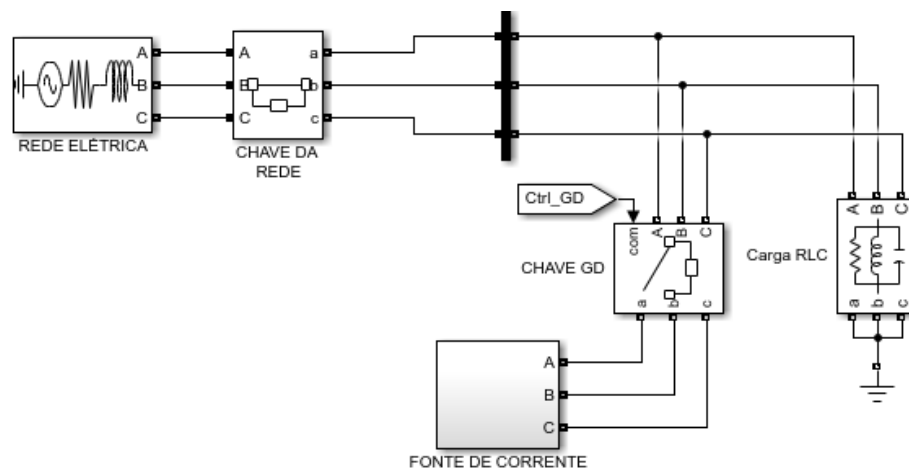 A
B
C
REDE ELÉTRICA
A
B
C
a
b
c
CHAVE DA
REDE
Ctrl_GD
com
A
B
C
a
b
c
CHAVE GD
A
B
C
a
b
c
Carga RLC
A
B
C
FONTE DE CORRENTE